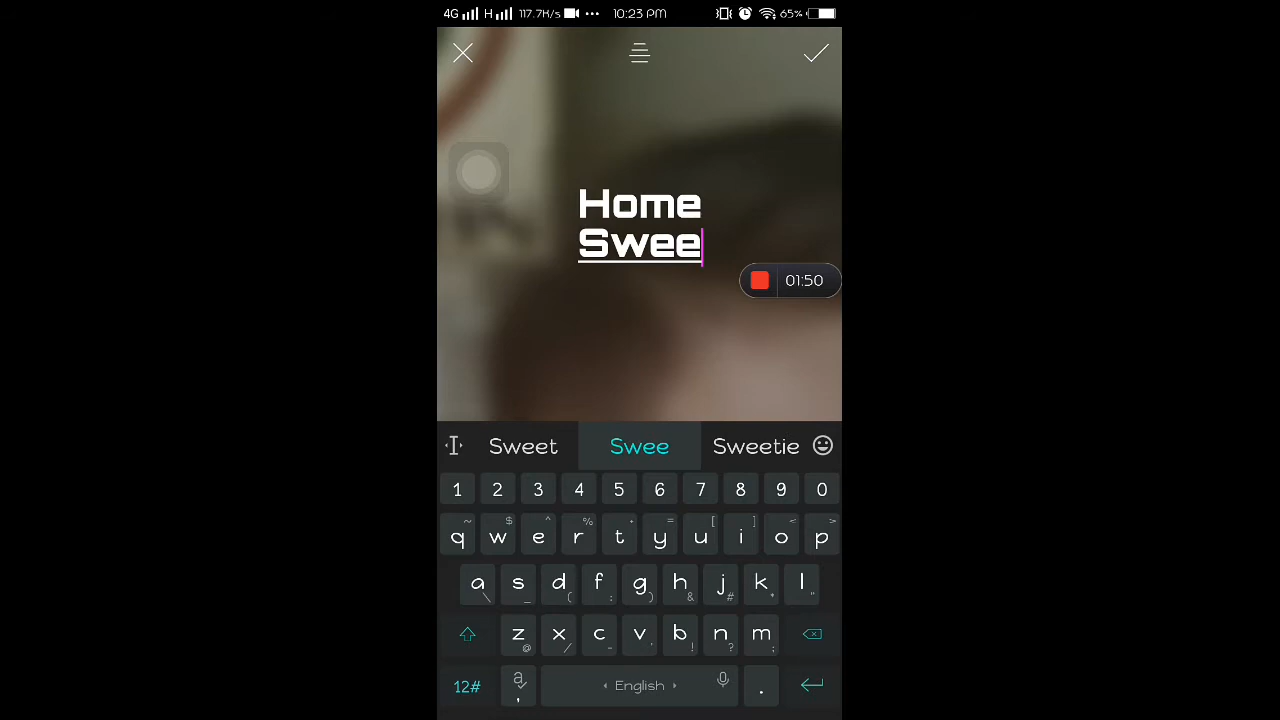 4G H 117.7K/s ... 10:23 PM 65%
Home
Swee
01:50
Sweet Swee Sweetie
1 2 3 4 5 6 7 8 9 0
~ $ ^ % = [ ] < >
q w e r t y u i o p
a s d f g h j k l
\ _ ( : ) & # * "
z x c v b n m
@ / - ' ! ? ;
12# a , English .